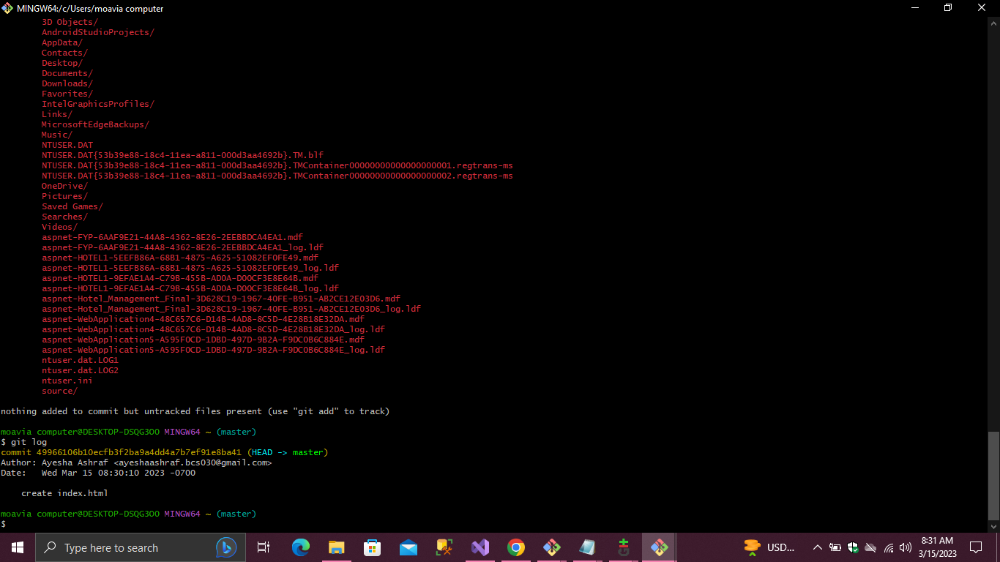 MINGW64:/c/Users/moavia computer
3D Objects/
AndroidStudioProjects/
AppData/
Contacts/
Desktop/
Documents/
Downloads/
Favorites/
IntelGraphicsProfiles/
Links/
MicrosoftEdgeBackups/
Music/
NTUSER.DAT
NTUSER.DAT{53b39e88-18c4-11ea-a811-000d3aa4692b}.TM.blf
NTUSER.DAT{53b39e88-18c4-11ea-a811-000d3aa4692b}.TMContainer00000000000000000001.regtrans-ms
NTUSER.DAT{53b39e88-18c4-11ea-a811-000d3aa4692b}.TMContainer00000000000000000002.regtrans-ms
OneDrive/
Pictures/
Saved Games/
Searches/
Videos/
aspnet-FYP-6AAF9E21-44A8-4362-8E26-2EEBBDCA4EA1.mdf
aspnet-FYP-6AAF9E21-44A8-4362-8E26-2EEBBDCA4EA1_log.ldf
aspnet-HOTEL1-5EEFB86A-68B1-4875-A625-51082EF0FE49.mdf
aspnet-HOTEL1-5EEFB86A-68B1-4875-A625-51082EF0FE49_log.ldf
aspnet-HOTEL1-9EFAE1A4-C79B-455B-AD0A-D00CF3E8E64B.mdf
aspnet-HOTEL1-9EFAE1A4-C79B-455B-AD0A-D00CF3E8E64B_log.ldf
aspnet-Hotel_Management_Final-3D628C19-1967-40FE-B951-AB2CE12E03D6.mdf
aspnet-Hotel_Management_Final-3D628C19-1967-40FE-B951-AB2CE12E03D6_log.ldf
aspnet-WebApplication4-48C657C6-D14B-4AD8-8C5D-4E28B18E32DA.mdf
aspnet-WebApplication4-48C657C6-D14B-4AD8-8C5D-4E28B18E32DA_log.ldf
aspnet-WebApplication5-A595F0CD-1DBD-497D-9B2A-F9DC0B6C884E.mdf
aspnet-WebApplication5-A595F0CD-1DBD-497D-9B2A-F9DC0B6C884E_log.ldf
ntuser.dat.LOG1
ntuser.dat.LOG2
ntuser.ini
source/
nothing added to commit but untracked files present (use "git add" to track)
moavia computer@DESKTOP-DSQG3OO MINGW64 ~ (master)
$ git log
commit 49966106b10ecfb3f2ba9a4dd4a7b7ef91e8ba41 (HEAD -> master)
Author: Ayesha Ashraf <ayeshaashraf.bcs030@gmail.com>
Date:   Wed Mar 15 08:30:10 2023 -0700
create index.html
moavia computer@DESKTOP-DSQG3OO MINGW64 ~ (master)
$
Type here to search
USD...
8:31 AM
3/15/2023